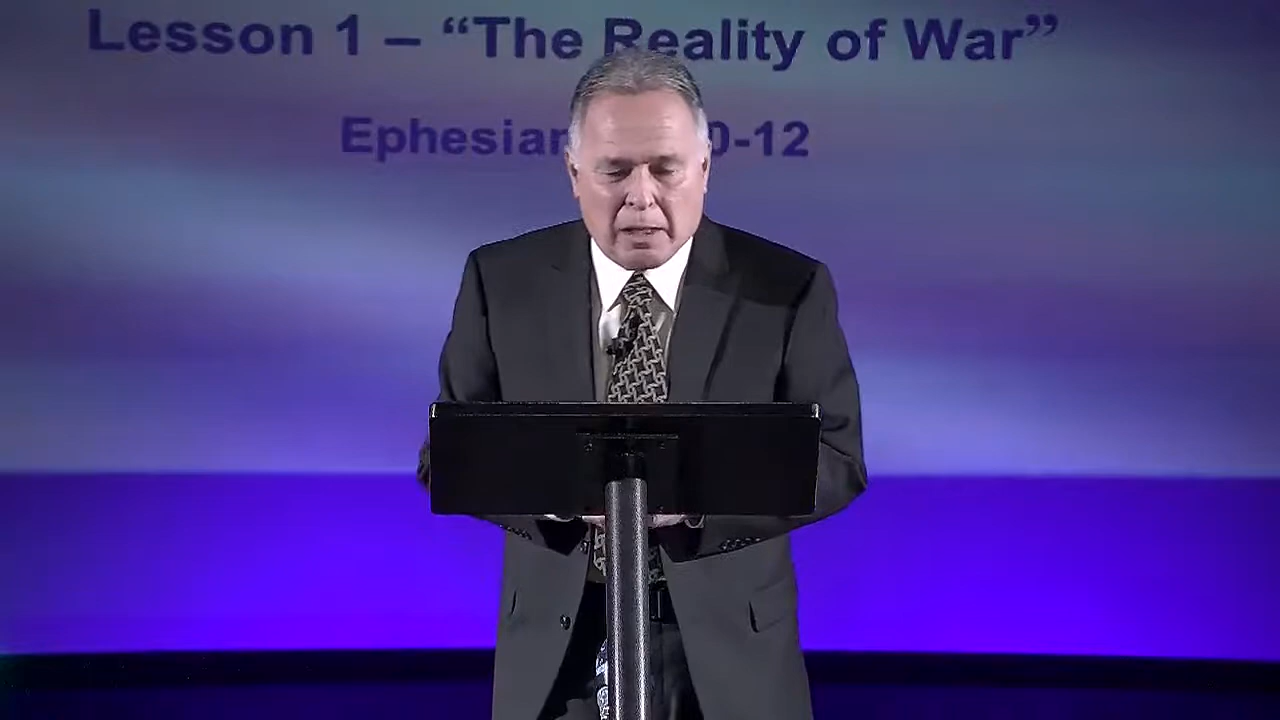 Lesson 1 – “The Reality of War”
Ephesian 0-12